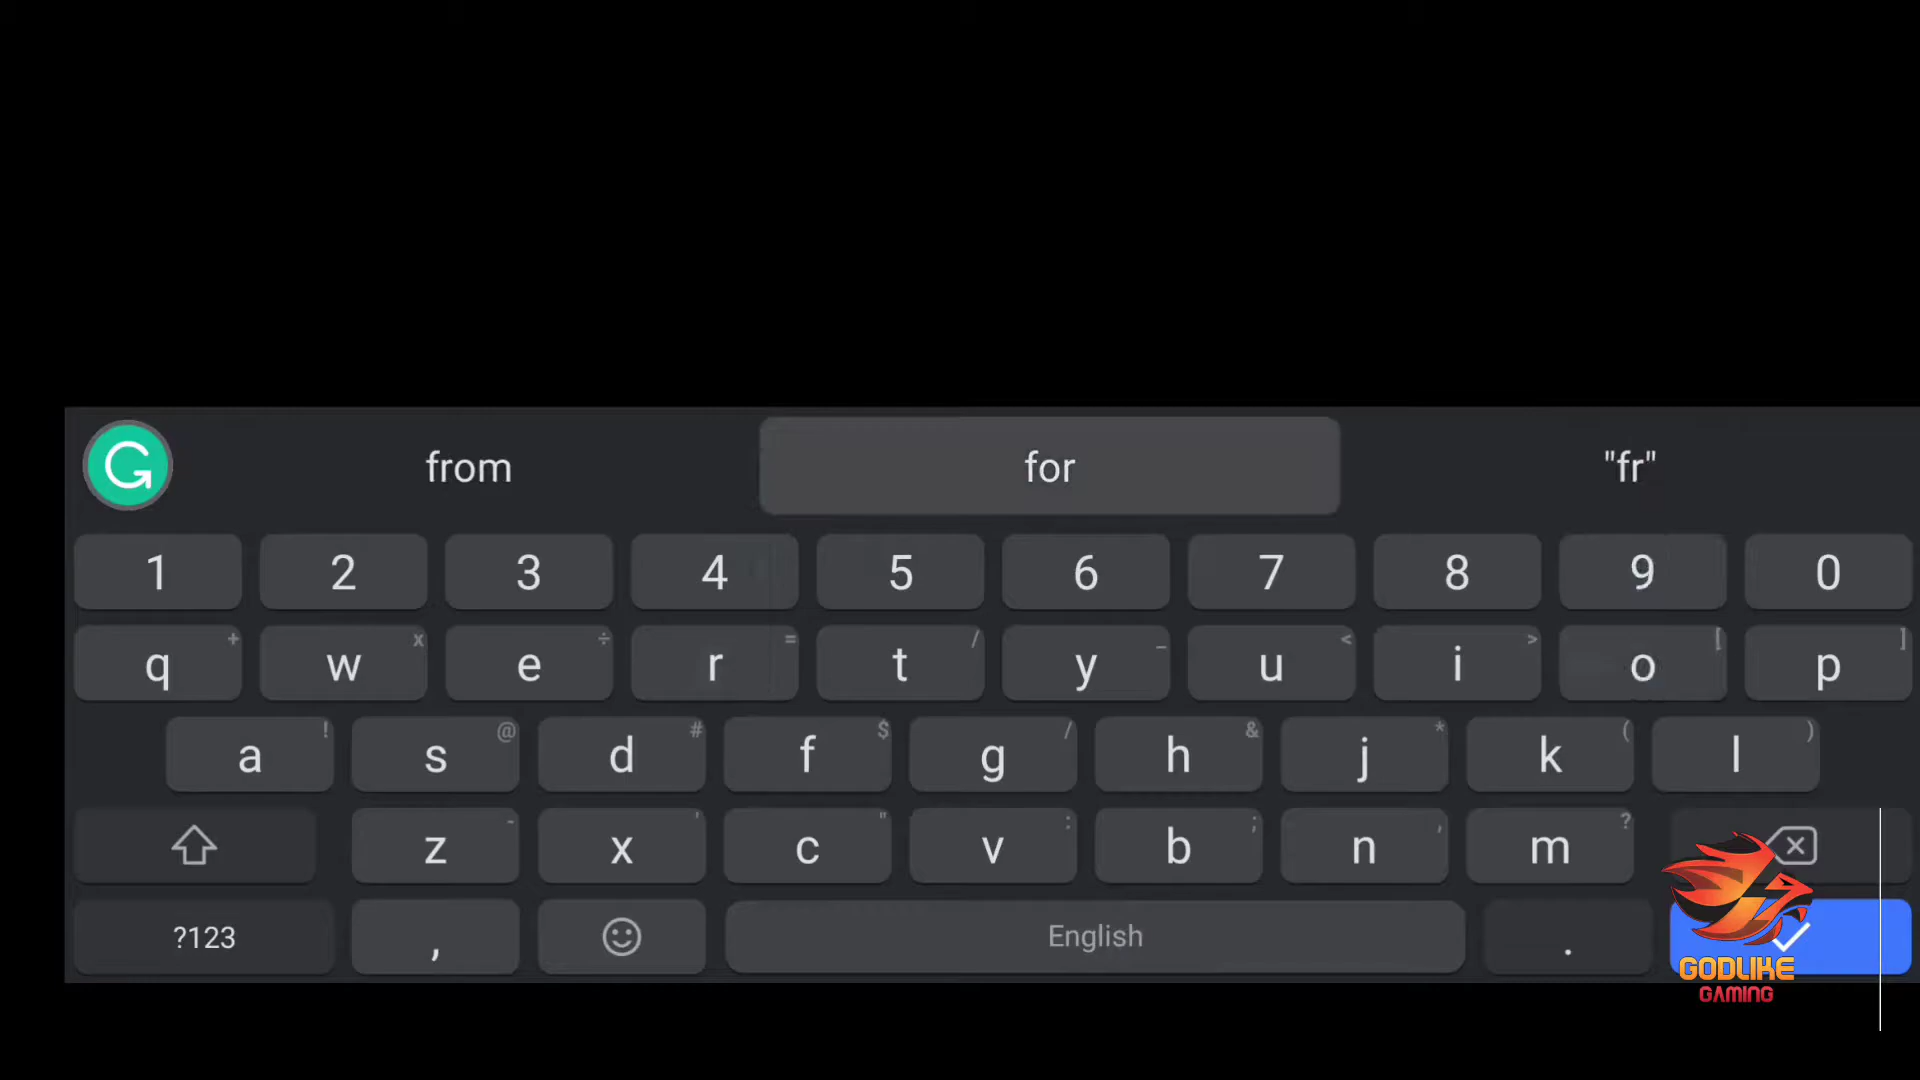 from for "fr"
1 2 3 4 5 6 7 8 9 0
q + w x e ÷ r = t / y _ u < i > o [ p ]
a ! s @ d # f $ g / h & j * k ( l )
z - x ' c " v : b ; n , m ?
?123 , English .
GODLIKE
GAMING